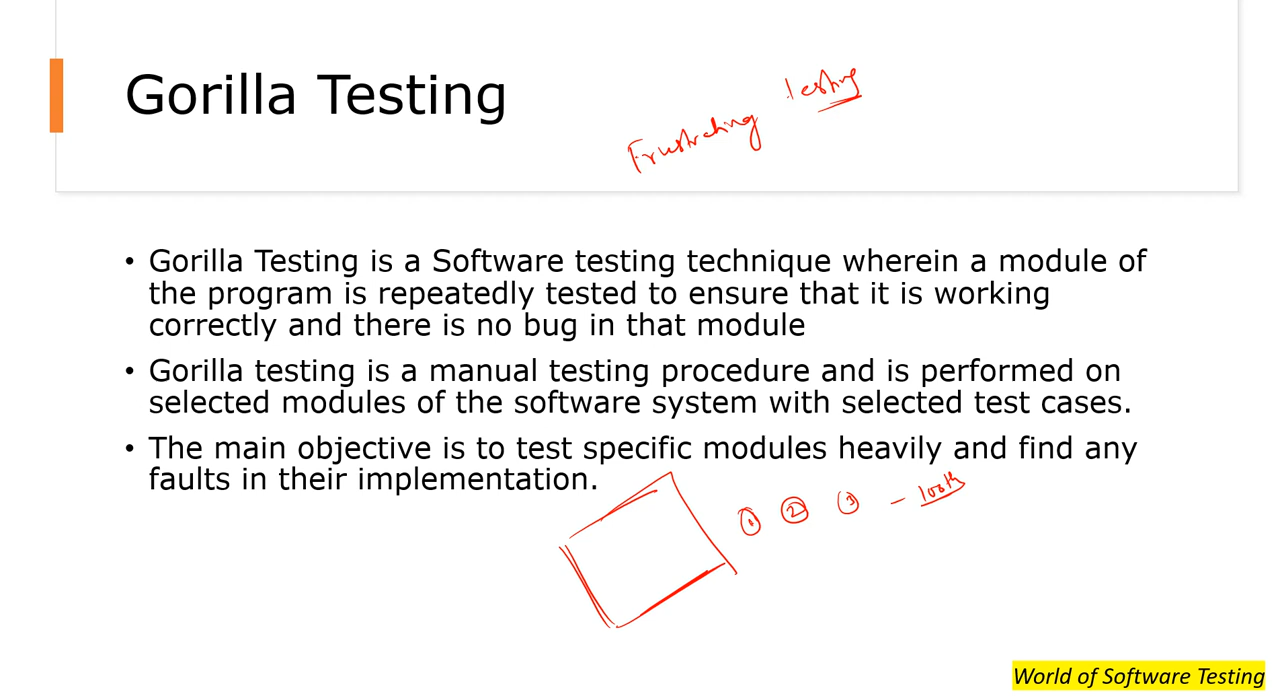 Gorilla Testing
Frustrating Testing
• Gorilla Testing is a Software testing technique wherein a module of
the program is repeatedly tested to ensure that it is working
correctly and there is no bug in that module
• Gorilla testing is a manual testing procedure and is performed on
selected modules of the software system with selected test cases.
• The main objective is to test specific modules heavily and find any
faults in their implementation.
1 2 3 – 100th
World of Software Testing